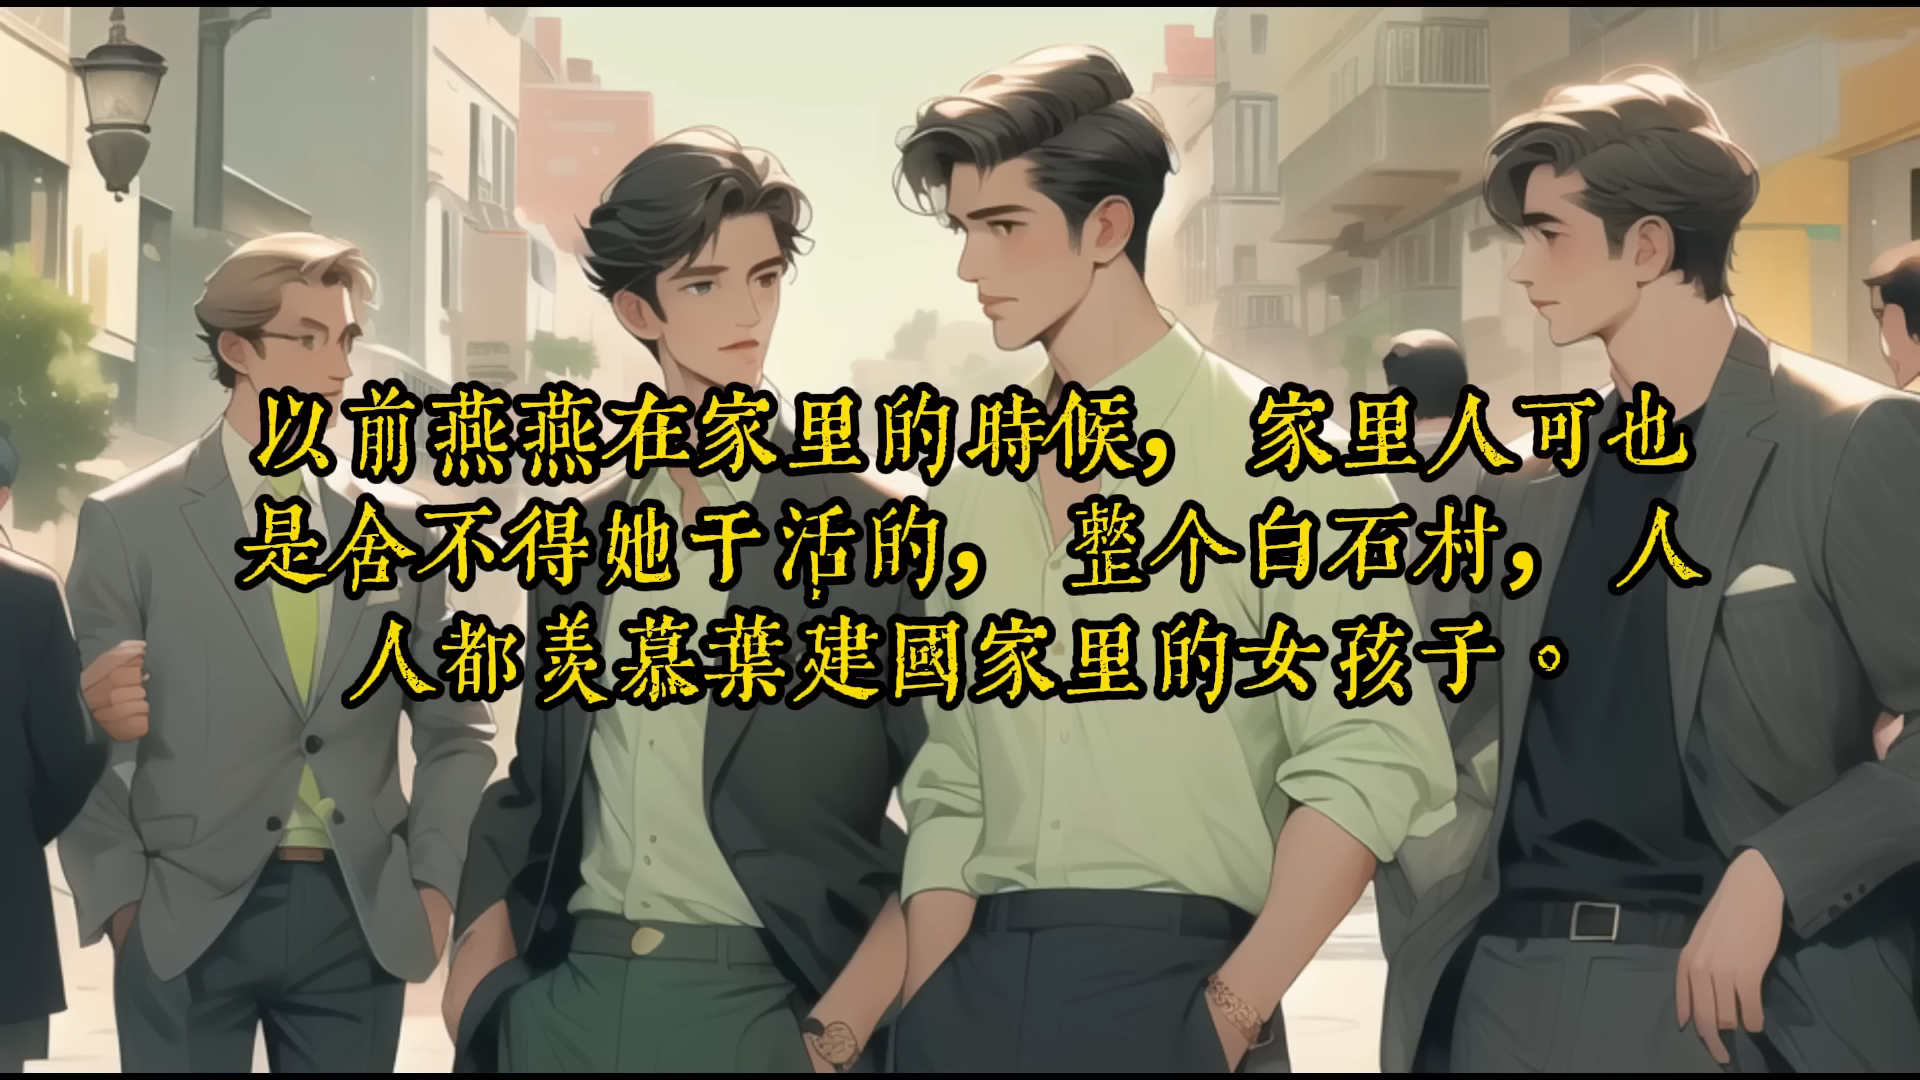 以前燕燕在家里的時候，家里人可也
是舍不得她干活的，整个白石村，人
人都羡慕葉建國家里的女孩子。